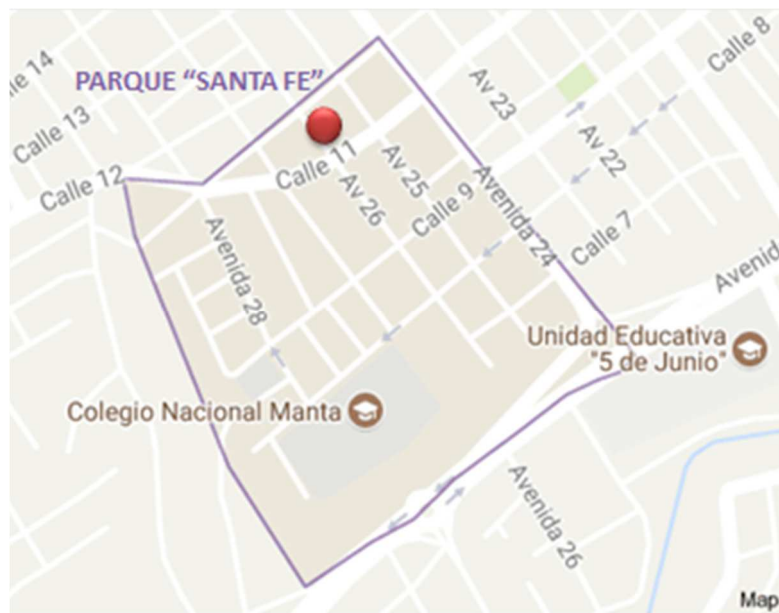 Calle 14
PARQUE “SANTA FE”
Calle 13
Calle 12
Calle 11
Av 23
Calle 8
Av 22
Av 25
Av 26
Calle 9
Avenida 24
Calle 7
Avenida 28
Avenid
Unidad Educativa
"5 de Junio"
Colegio Nacional Manta
Avenida 26
Map